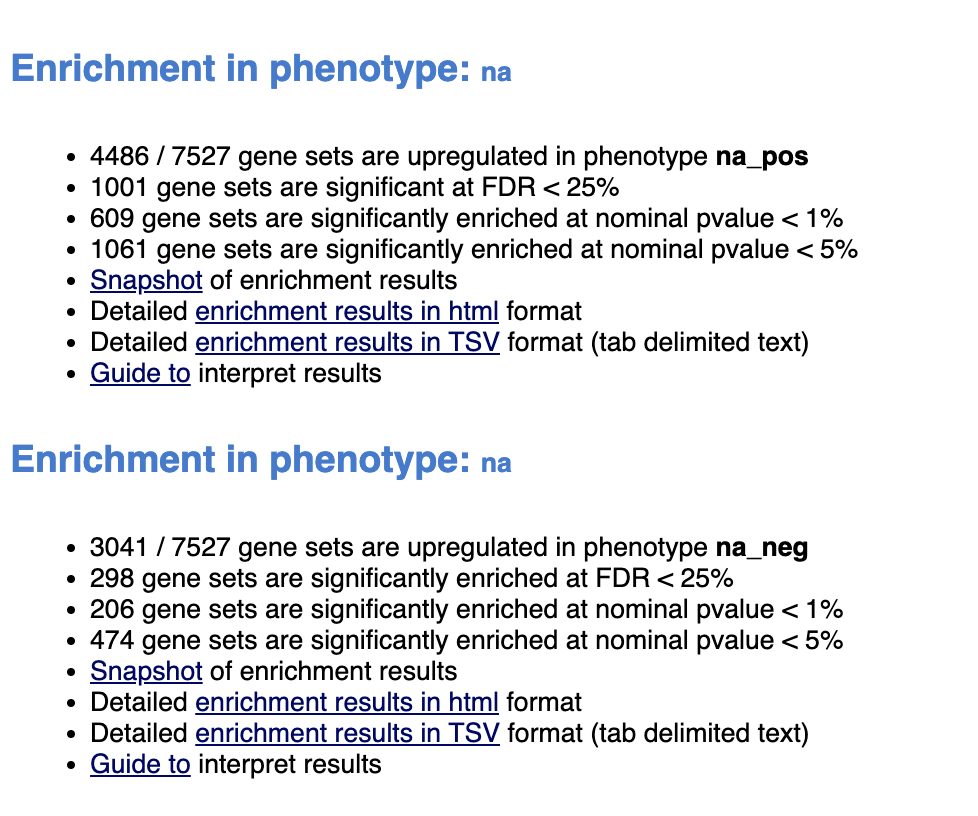 Enrichment in phenotype: na
• 4486 / 7527 gene sets are upregulated in phenotype na_pos
• 1001 gene sets are significant at FDR < 25%
• 609 gene sets are significantly enriched at nominal pvalue < 1%
• 1061 gene sets are significantly enriched at nominal pvalue < 5%
• Snapshot of enrichment results
• Detailed enrichment results in html format
• Detailed enrichment results in TSV format (tab delimited text)
• Guide to interpret results
Enrichment in phenotype: na
• 3041 / 7527 gene sets are upregulated in phenotype na_neg
• 298 gene sets are significantly enriched at FDR < 25%
• 206 gene sets are significantly enriched at nominal pvalue < 1%
• 474 gene sets are significantly enriched at nominal pvalue < 5%
• Snapshot of enrichment results
• Detailed enrichment results in html format
• Detailed enrichment results in TSV format (tab delimited text)
• Guide to interpret results